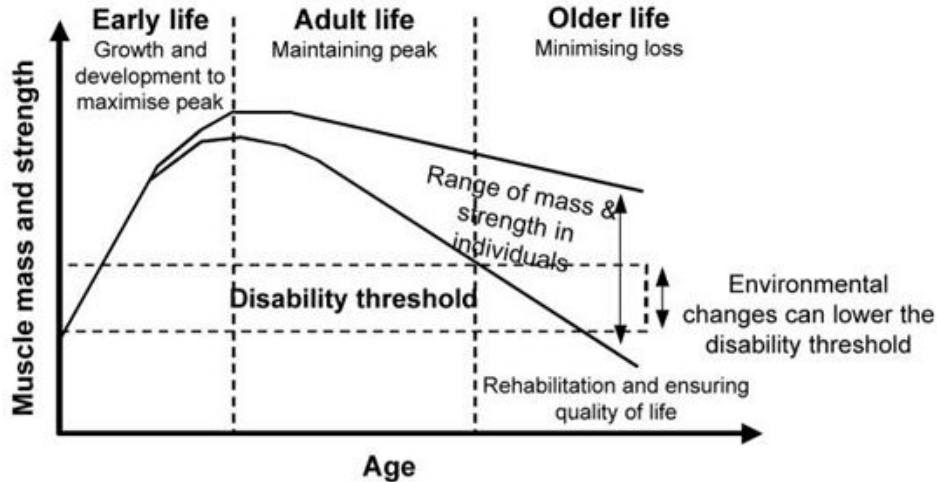 Early life
Growth and
development to
maximise peak
Adult life
Maintaining peak
Older life
Minimising loss
Muscle mass and strength
Range of mass &
strength in
individuals
Disability threshold
Environmental
changes can lower the
disability threshold
Rehabilitation and ensuring
quality of life
Age